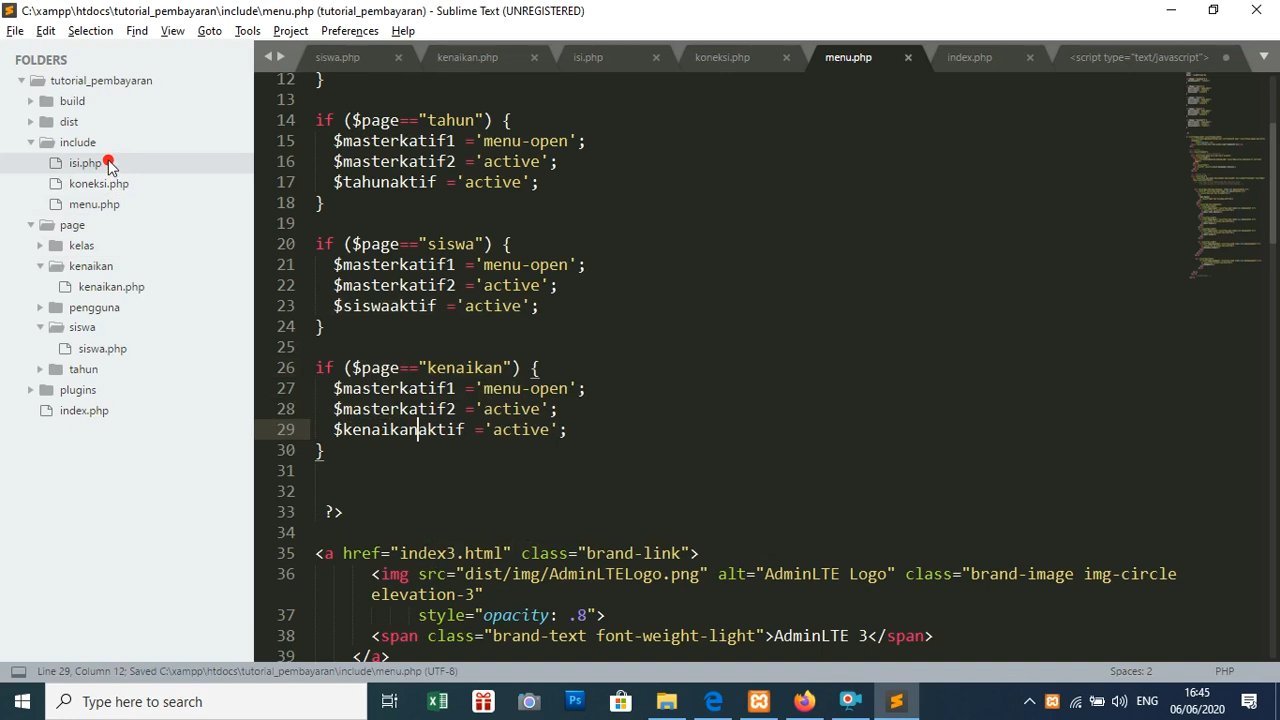 C:\xampp\htdocs\tutorial_pembayaran\include\menu.php (tutorial_pembayaran) - Sublime Text (UNREGISTERED)
File Edit Selection Find View Goto Tools Project Preferences Help
FOLDERS
tutorial_pembayaran
build
dist
include
isi.php
koneksi.php
menu.php
page
kelas
kenaikan
kenaikan.php
pengguna
siswa
siswa.php
tahun
plugins
index.php
siswa.php kenaikan.php isi.php koneksi.php menu.php index.php <script type="text/javascript">
12 }
13
14 if ($page=="tahun") {
15 $masterkatif1 ='menu-open';
16 $masterkatif2 ='active';
17 $tahunaktif ='active';
18 }
19
20 if ($page=="siswa") {
21 $masterkatif1 ='menu-open';
22 $masterkatif2 ='active';
23 $siswaaktif ='active';
24 }
25
26 if ($page=="kenaikan") {
27 $masterkatif1 ='menu-open';
28 $masterkatif2 ='active';
29 $kenaikanaktif ='active';
30 }
31
32
33 ?>
34
35 <a href="index3.html" class="brand-link">
36 <img src="dist/img/AdminLTELogo.png" alt="AdminLTE Logo" class="brand-image img-circle
elevation-3"
37 style="opacity: .8">
38 <span class="brand-text font-weight-light">AdminLTE 3</span>
39 </a>
Line 29, Column 12; Saved C:\xampp\htdocs\tutorial_pembayaran\include\menu.php (UTF-8) Spaces: 2 PHP
Type here to search
ENG
16:45
06/06/2020